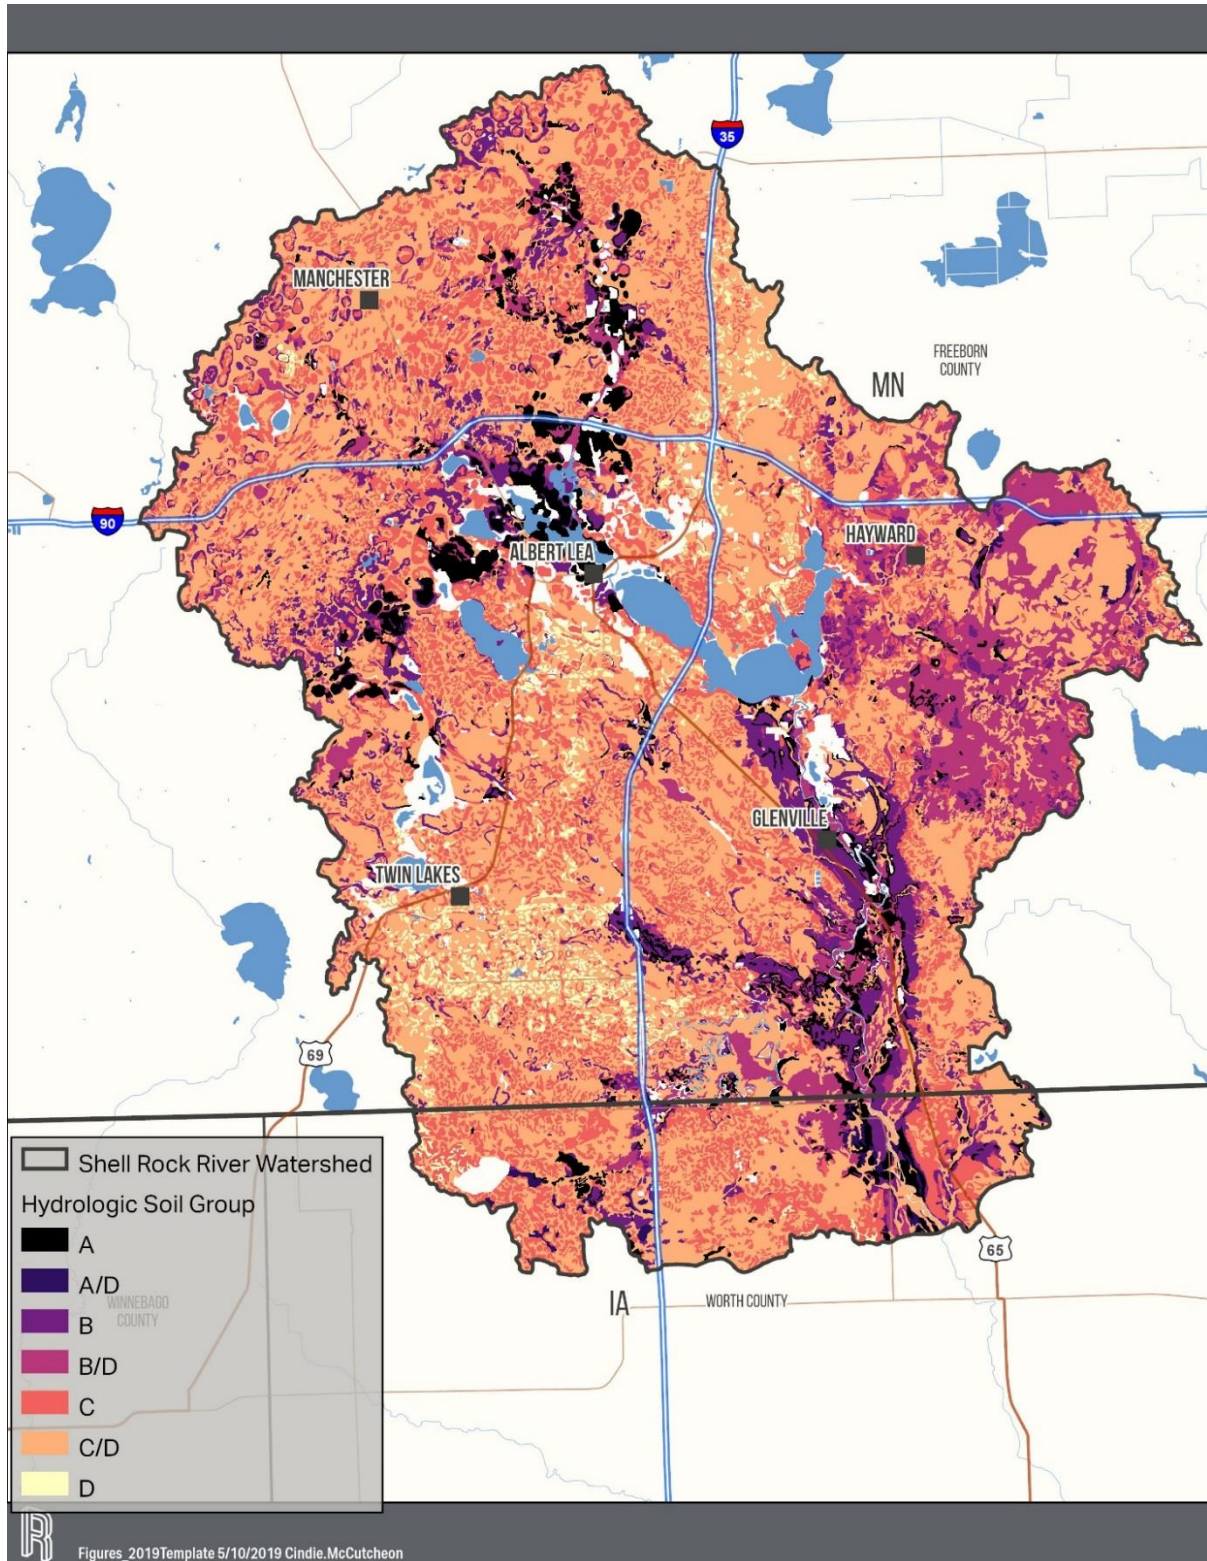 35
MANCHESTER
FREEBORN
COUNTY
MN
90
ALBERT LEA
HAYWARD
GLENVILLE
TWIN LAKES
69
Shell Rock River Watershed
Hydrologic Soil Group
A
A/D
B
B/D
C
C/D
D
WINNEBAGO
COUNTY
65
IA
WORTH COUNTY
R
Figures_2019Template 5/10/2019 Cindie.McCutcheon